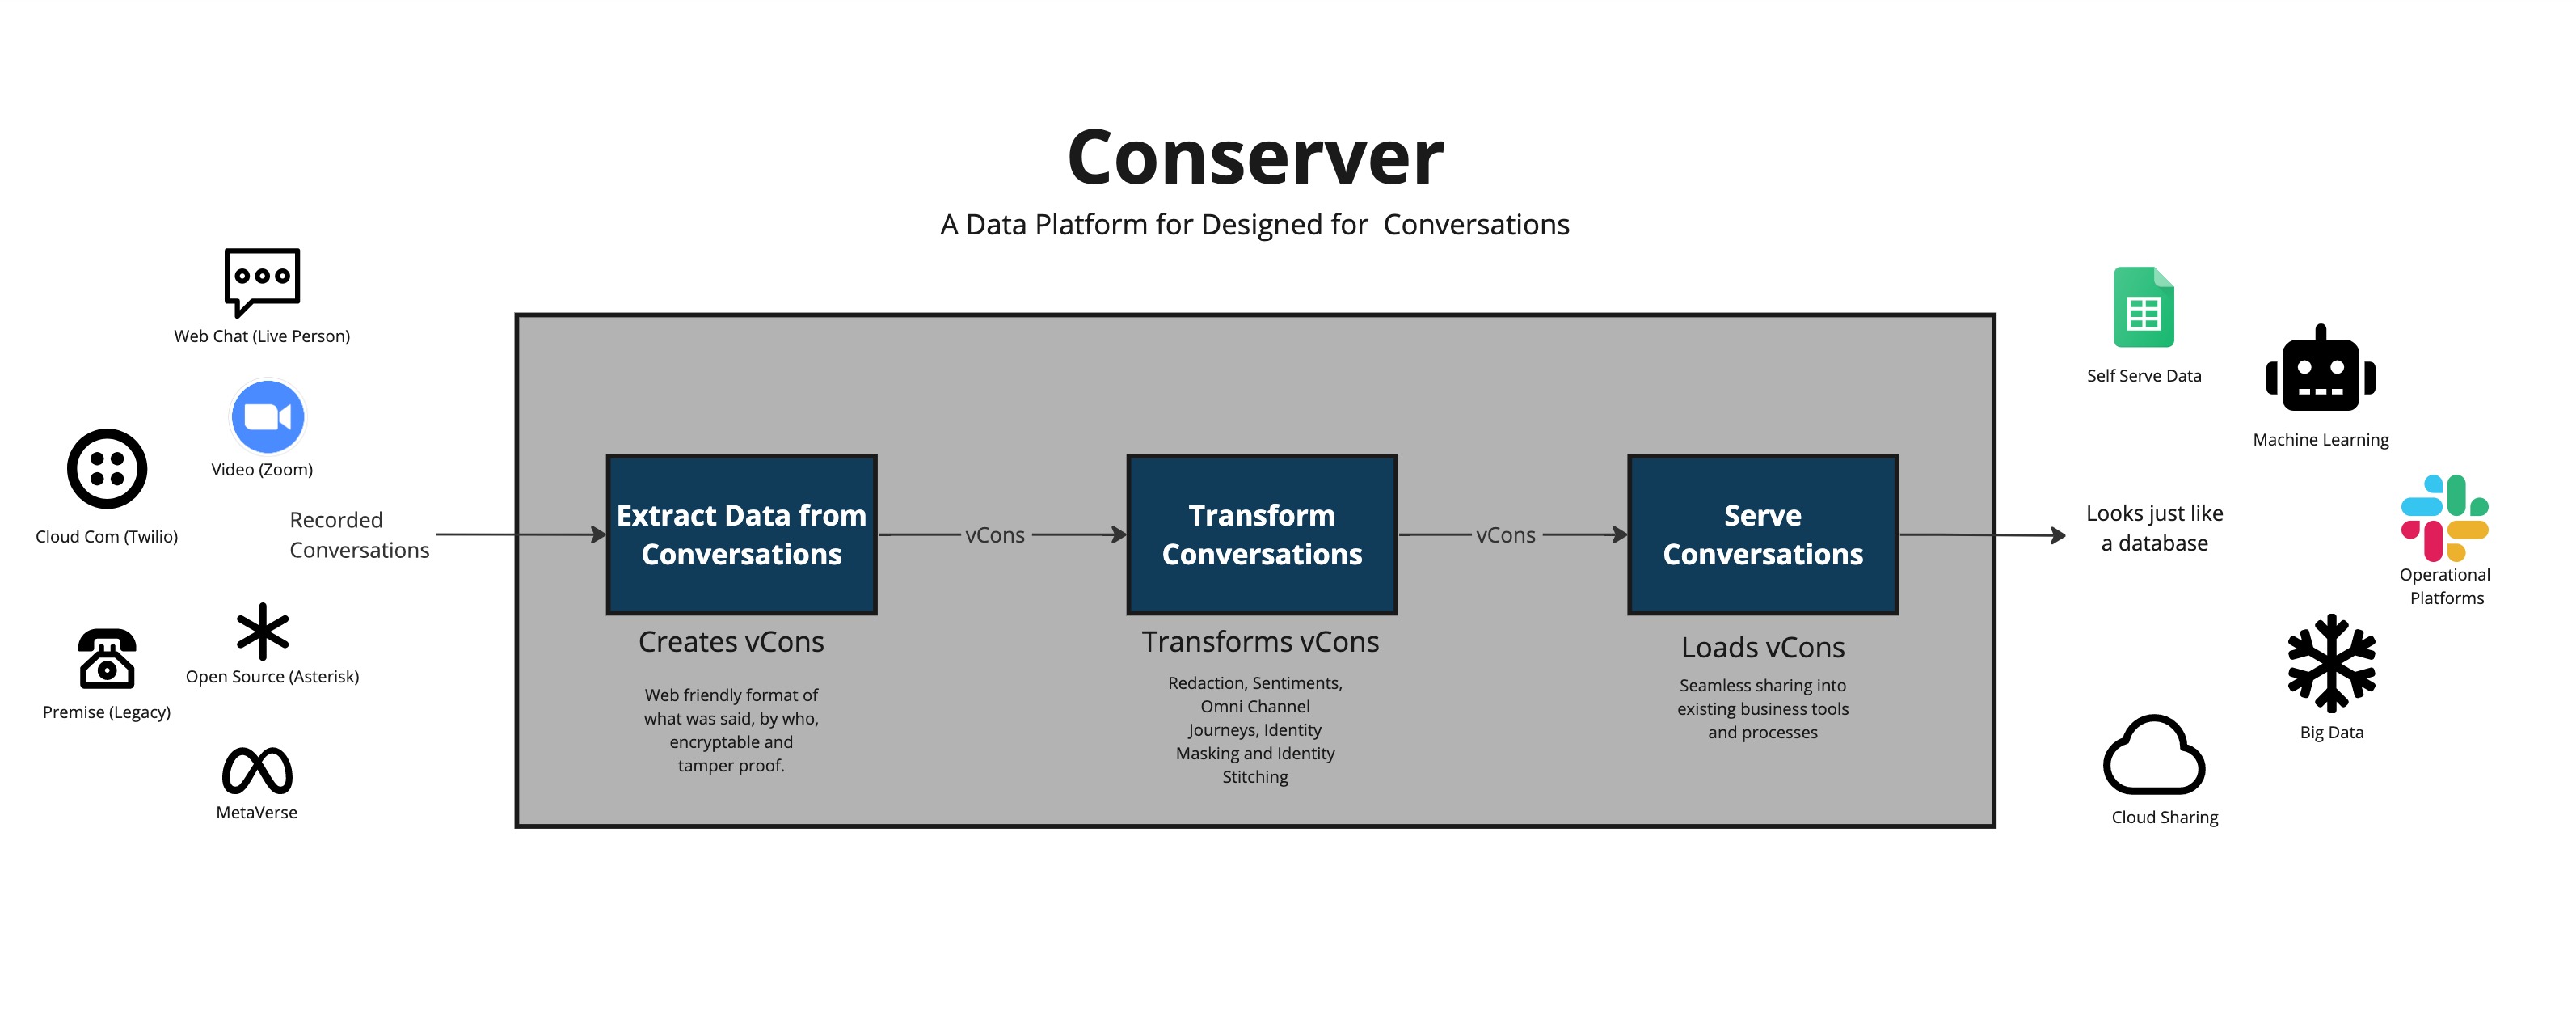 Conserver
A Data Platform for Designed for  Conversations
Web Chat (Live Person)
Video (Zoom)
Cloud Com (Twilio)
Recorded
Conversations
Open Source (Asterisk)
Premise (Legacy)
MetaVerse
Extract Data from
Conversations
Creates vCons
Web friendly format of
what was said, by who,
encryptable and
tamper proof.
vCons
Transform
Conversations
Transforms vCons
Redaction, Sentiments,
Omni Channel
Journeys, Identity
Masking and Identity
Stitching
vCons
Serve
Conversations
Loads vCons
Seamless sharing into
existing business tools
and processes
Looks just like
a database
Self Serve Data
Machine Learning
Operational
Platforms
Big Data
Cloud Sharing